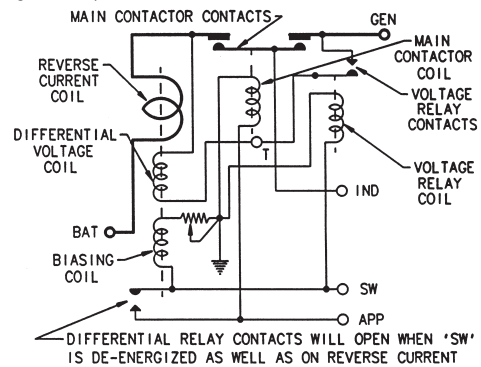 MAIN CONTACTOR CONTACTS
GEN
MAIN
CONTACTOR
COIL
REVERSE
CURRENT
COIL
VOLTAGE
RELAY
CONTACTS
DIFFERENTIAL
VOLTAGE
COIL
T
VOLTAGE
RELAY
COIL
IND
BAT
BIASING
COIL
SW
APP
DIFFERENTIAL RELAY CONTACTS WILL OPEN WHEN 'SW'
IS DE-ENERGIZED AS WELL AS ON REVERSE CURRENT